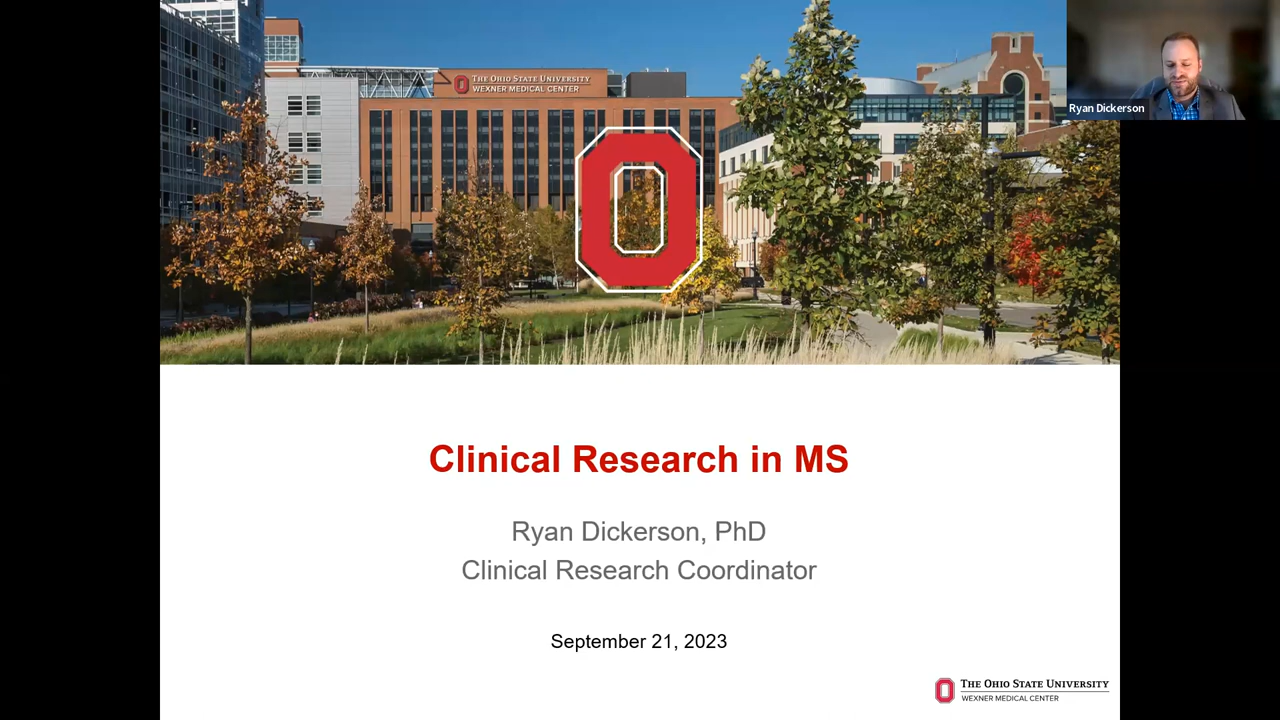 THE OHIO STATE UNIVERSITY
WEXNER MEDICAL CENTER
Ryan Dickerson
Clinical Research in MS
Ryan Dickerson, PhD
Clinical Research Coordinator
September 21, 2023
THE OHIO STATE UNIVERSITY
WEXNER MEDICAL CENTER